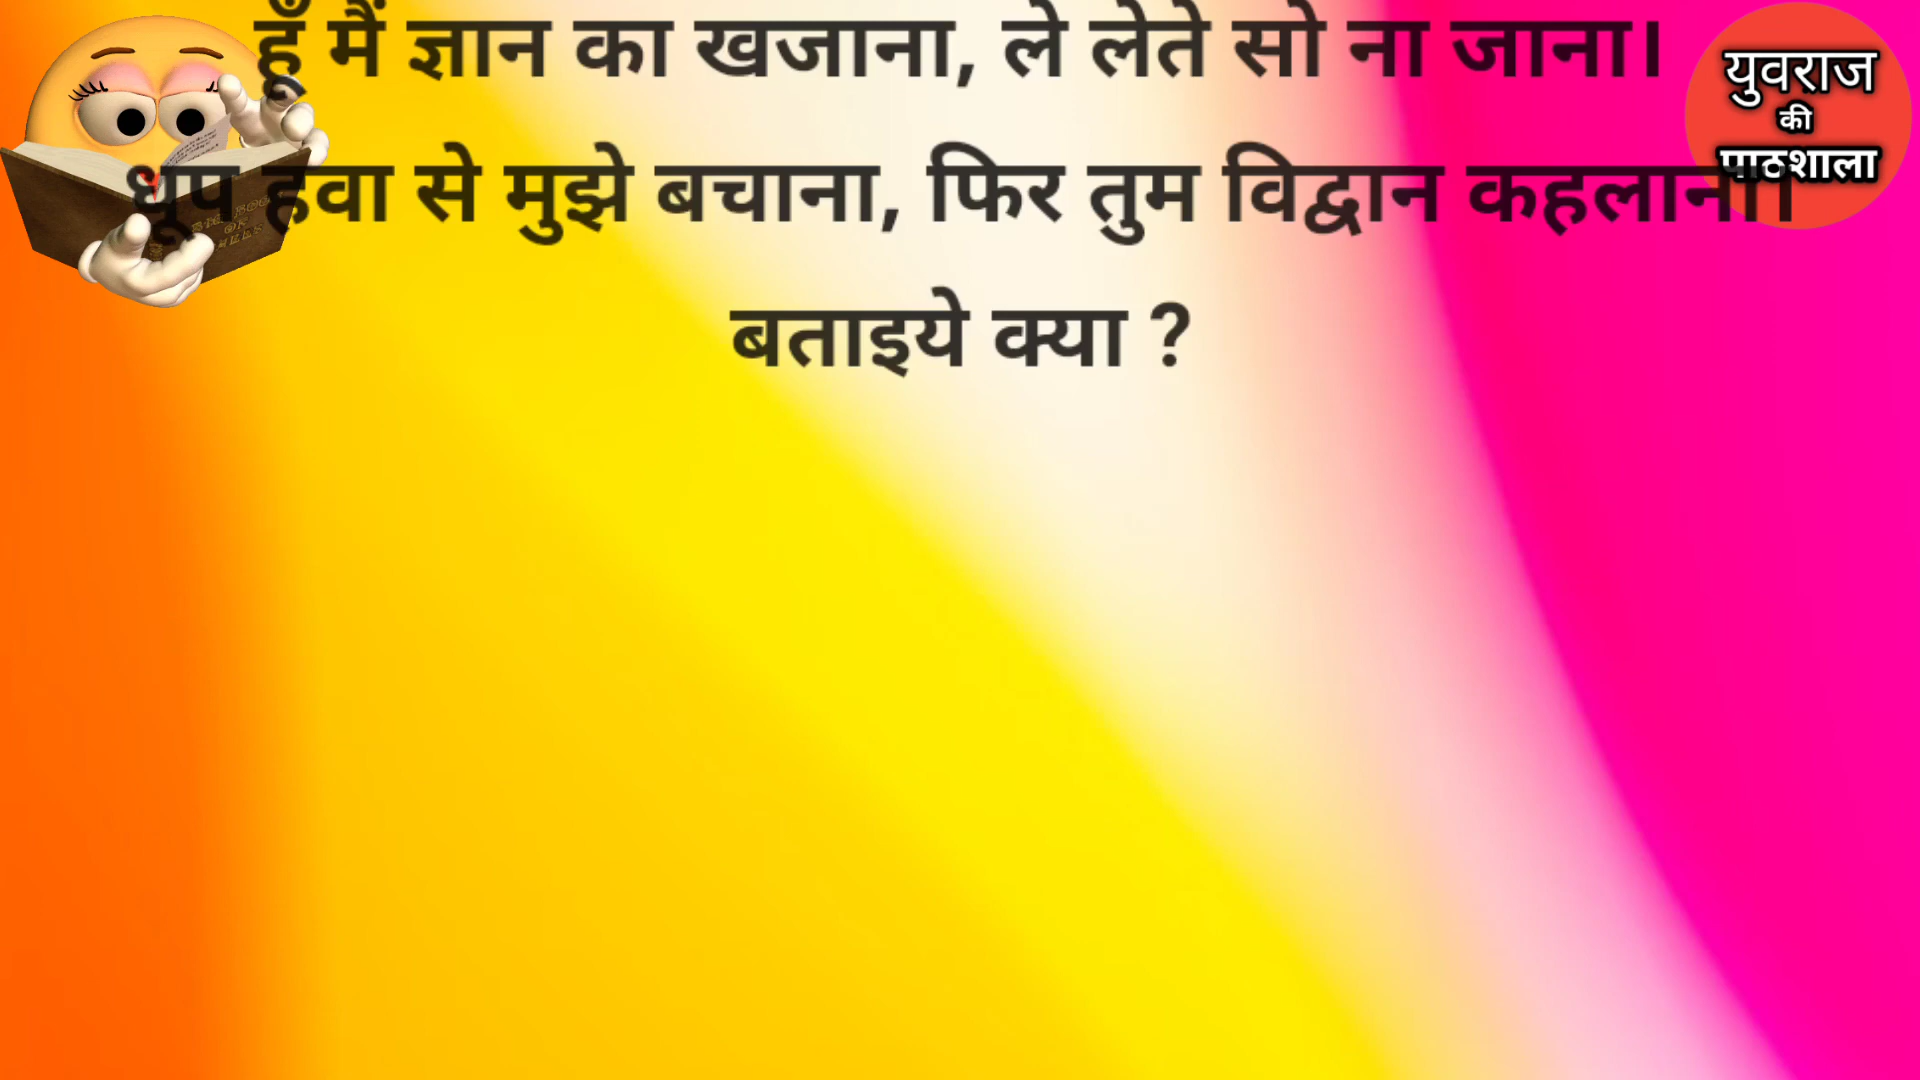 हूँ मैं ज्ञान का खजाना, ले लेते सो ना जाना।
धूप हवा से मुझे बचाना, फिर तुम विद्वान कहलाना।
बताइये क्या ?
युवराज
की
पाठशाला